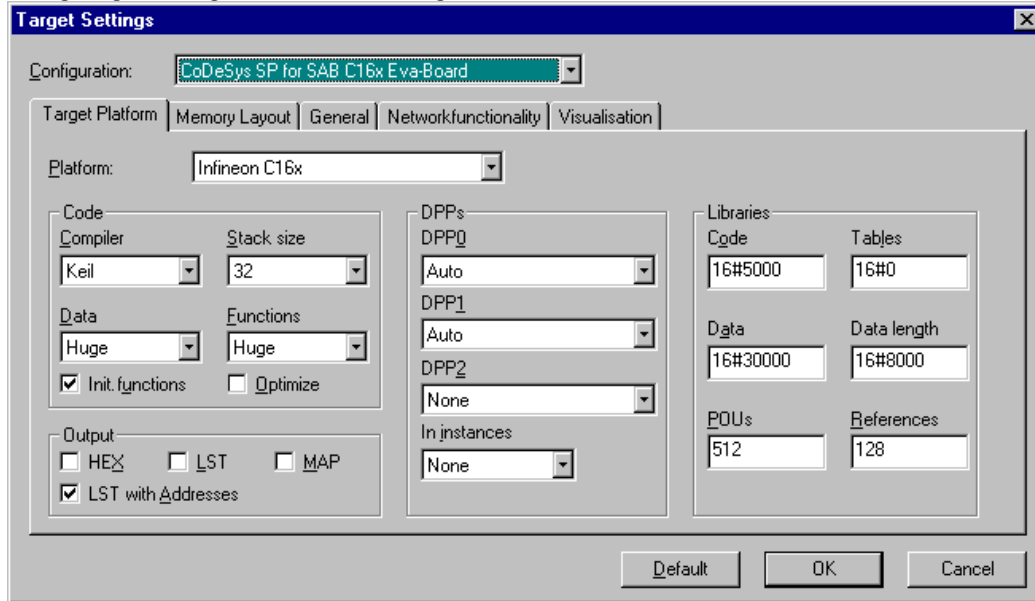 Target Settings
Configuration: CoDeSys SP for SAB C16x Eva-Board
Target Platform Memory Layout General Networkfunctionality Visualisation
Platform: Infineon C16x
Code
Compiler Stack size
Keil 32
Data Functions
Huge Huge
Init. functions Optimize
Output
HEX LST MAP
LST with Addresses
DPPs
DPP0
Auto
DPP1
Auto
DPP2
None
In instances
None
Libraries
Code Tables
16#5000 16#0
Data Data length
16#30000 16#8000
POUs References
512 128
Default OK Cancel